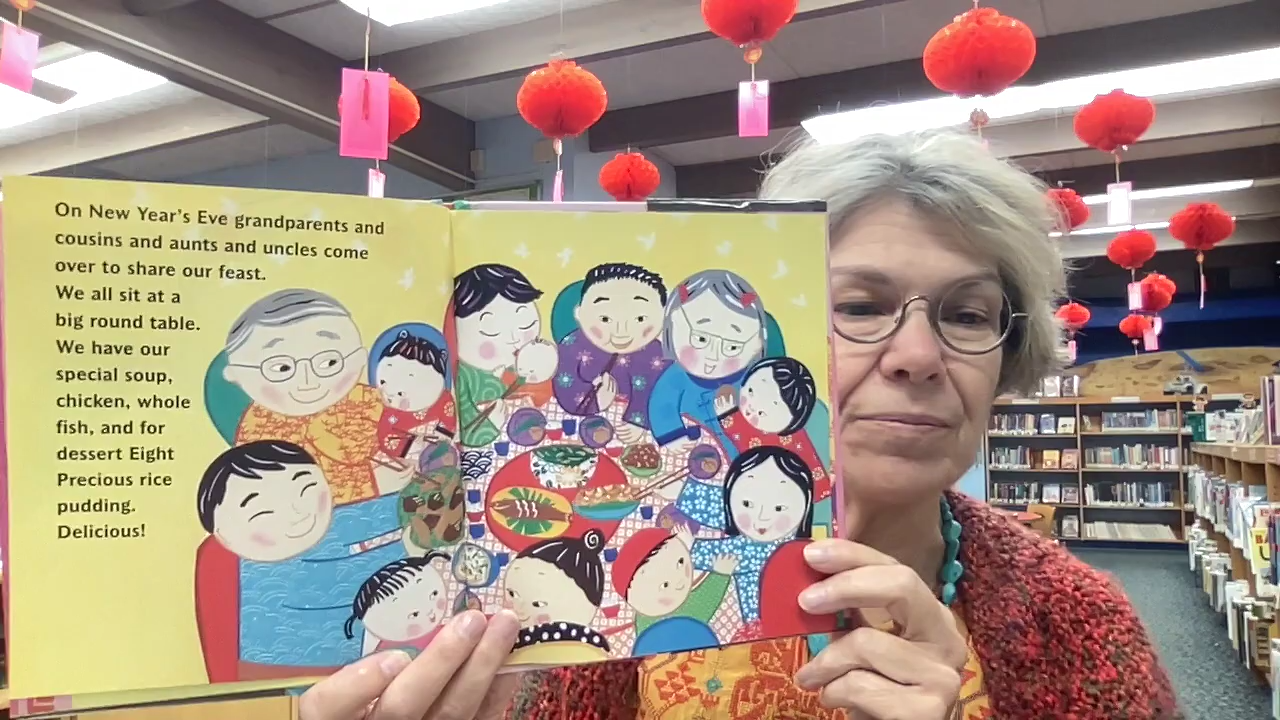 On New Year's Eve grandparents and
cousins and aunts and uncles come
over to share our feast.
We all sit at a
big round table.
We have our
special soup,
chicken, whole
fish, and for
dessert Eight
Precious rice
pudding.
Delicious!